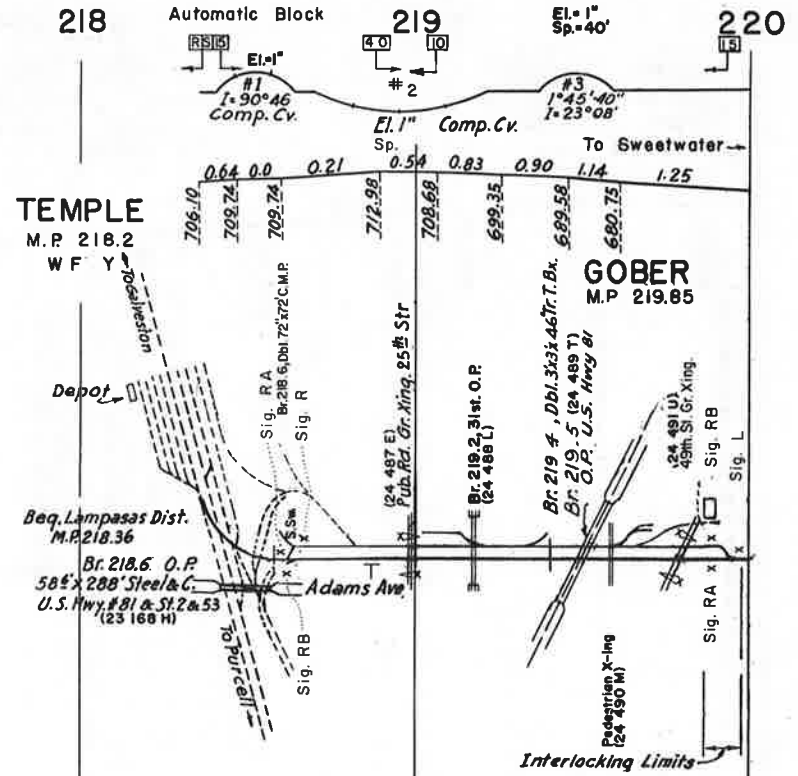 218
Automatic Block
219
El.= 1"
Sp.=40'
220
RS 15
El.=1"
40
10
15
#1
I= 90°46
Comp. Cv.
#2
El. 1" Comp. Cv.
Sp.
#3
1°45'-40"
I=23°08'
To Sweetwater
0.64 0.0 0.21 0.54 0.83 0.90 1.14 1.25
706.10
709.74
709.74
712.98
708.68
699.35
689.58
680.75
TEMPLE
M.P. 218.2
W F Y
To Galveston
GOBER
M.P 219.85
Depot
Sig. RA
Br. 218.6, Dbl. 72"x72' C.M.P.
Sig. R
(24 487 E)
Pub. Rd. Gr. Xing. 25th Str
Br. 219.2, 31st. O.P.
(24 488 L)
Br. 219 4, Dbl. 3'x3'x46' Tr. T. Bx.
Br. 219.-5 (24 489 T)
O.P. U.S. Hwy 81
(24 491 U)
49th. St. Gr. Xing.
Sig. RB
Sig. L
Beq. Lampasas Dist.
M.P. 218.36
S. Sw.
Br. 218.6 O.P.
58'6" X 288' Steel & C.
U.S. Hwy. #81 & St. 2 & 53
(23 168 H)
Adams Ave.
To Purcell
Sig. RB
Pedestrian X-ing
(24 490 M)
Sig. RA
Interlocking Limits